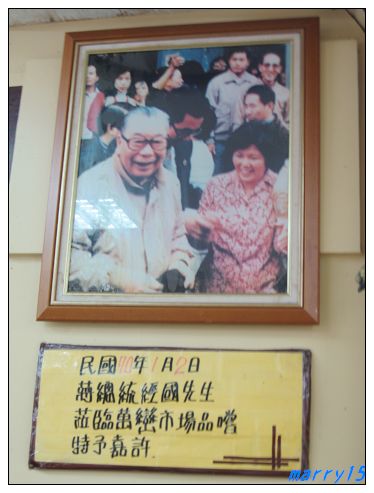 民國70年1月2日
蔣總統經國先生
蒞臨萬巒市場品嚐
特予嘉許
marry15